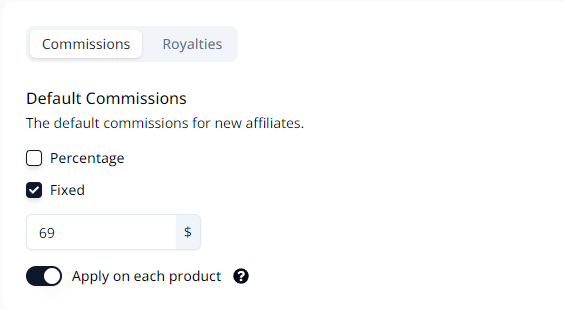 Commissions Royalties
Default Commissions
The default commissions for new affiliates.
Percentage
Fixed
69 $
Apply on each product ?